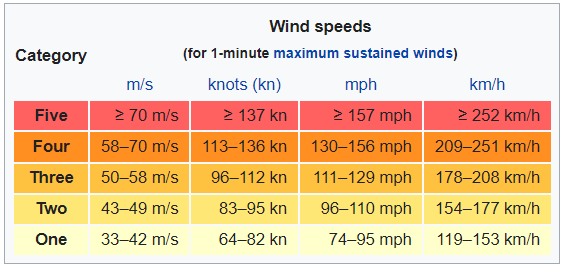 Category
Wind speeds
(for 1-minute maximum sustained winds)
m/s knots (kn) mph km/h
Five ≥ 70 m/s ≥ 137 kn ≥ 157 mph ≥ 252 km/h
Four 58–70 m/s 113–136 kn 130–156 mph 209–251 km/h
Three 50–58 m/s 96–112 kn 111–129 mph 178–208 km/h
Two 43–49 m/s 83–95 kn 96–110 mph 154–177 km/h
One 33–42 m/s 64–82 kn 74–95 mph 119–153 km/h